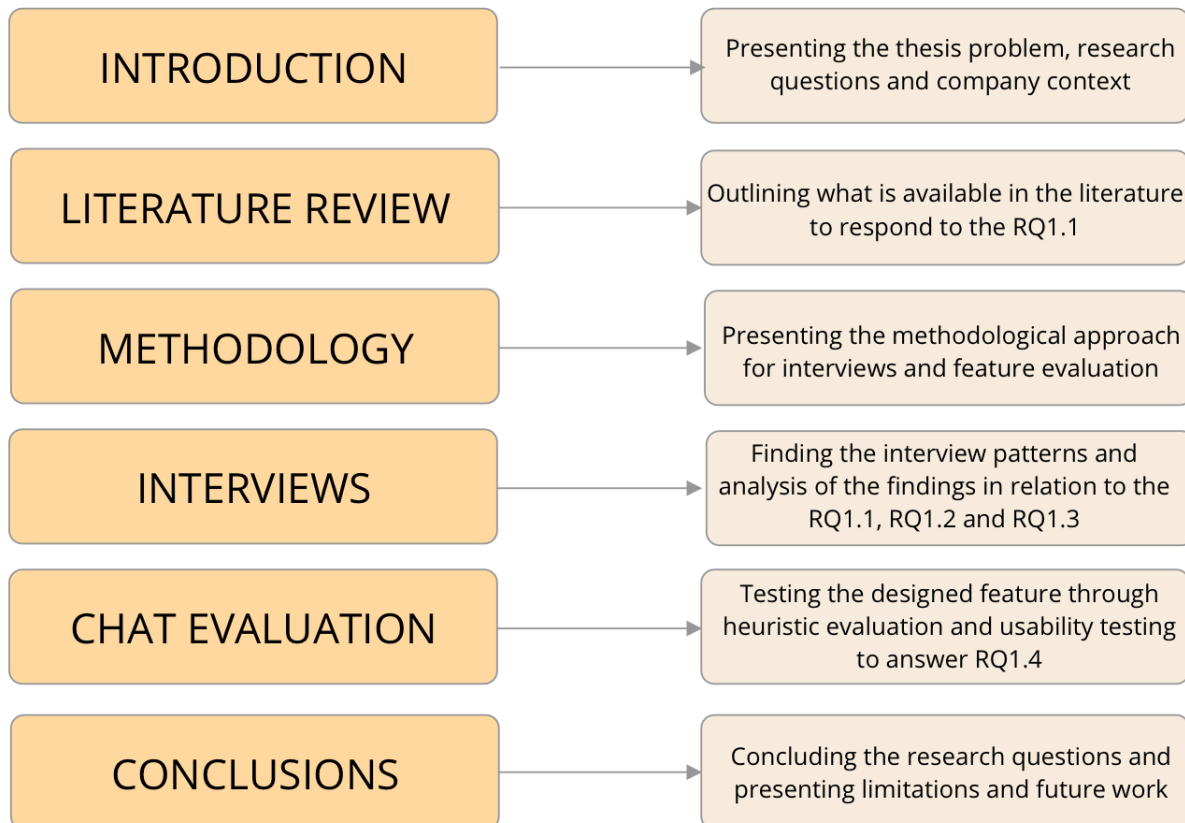 INTRODUCTION
Presenting the thesis problem, research
questions and company context
LITERATURE REVIEW
Outlining what is available in the literature
to respond to the RQ1.1
METHODOLOGY
Presenting the methodological approach
for interviews and feature evaluation
INTERVIEWS
Finding the interview patterns and
analysis of the findings in relation to the
RQ1.1, RQ1.2 and RQ1.3
CHAT EVALUATION
Testing the designed feature through
heuristic evaluation and usability testing
to answer RQ1.4
CONCLUSIONS
Concluding the research questions and
presenting limitations and future work